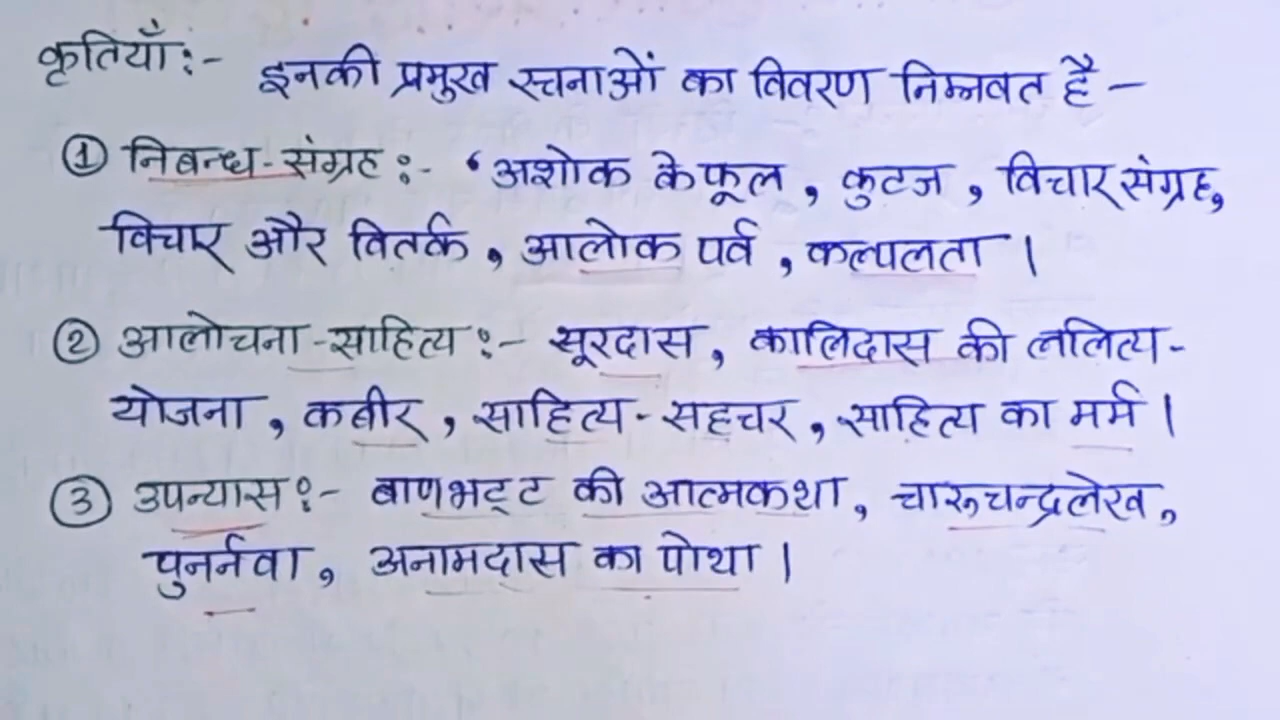 कृतियाँ:- इनकी प्रमुख रचनाओं का विवरण निम्नवत है -
① निबन्ध-संग्रह :- ‘अशोक के फूल, कुटज, विचार संग्रह,
विचार और वितर्क, आलोक पर्व, कल्पलता।
② आलोचना-साहित्य :- सूरदास, कालिदास की ललित्य-
योजना, कबीर, साहित्य-सहचर, साहित्य का मर्म।
③ उपन्यास :- बाणभट्ट की आत्मकथा, चारुचन्द्रलेख,
पुनर्नवा, अनामदास का पोथा।